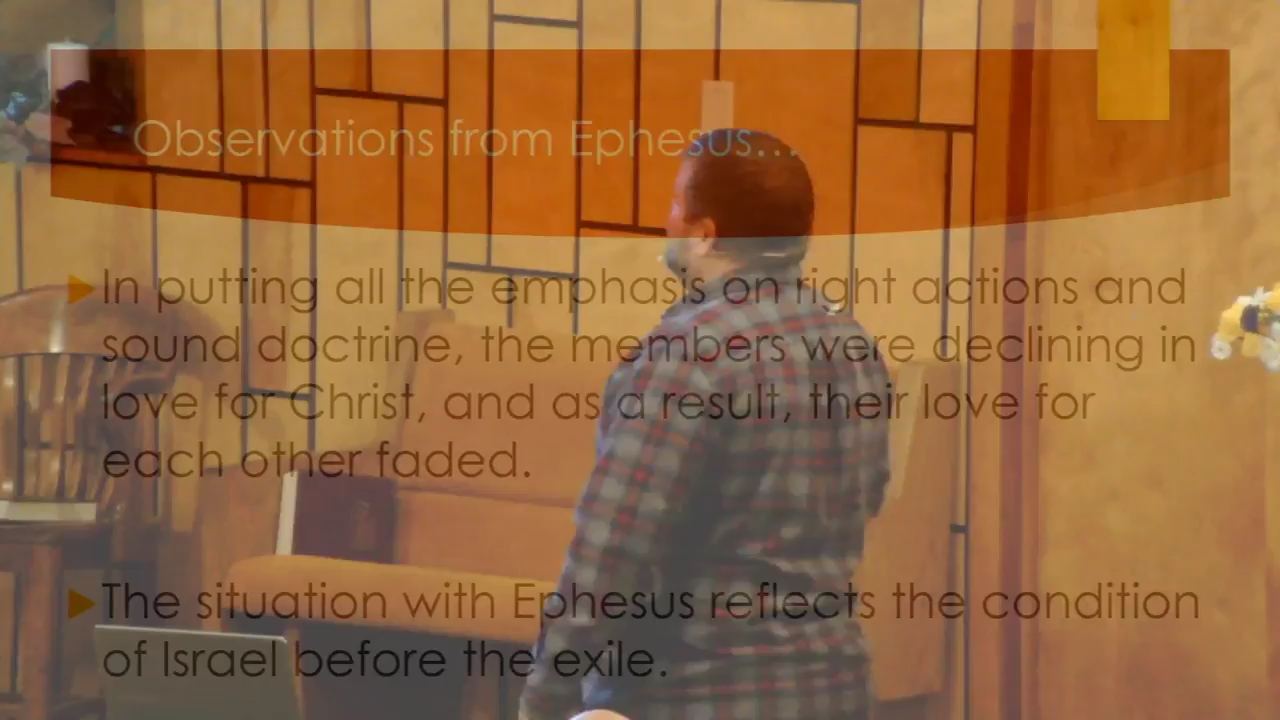 Observations from Ephesus...
In putting all the emphasis on right actions and
sound doctrine, the members were declining in
love for Christ, and as a result, their love for
each other faded.
The situation with Ephesus reflects the condition
of Israel before the exile.